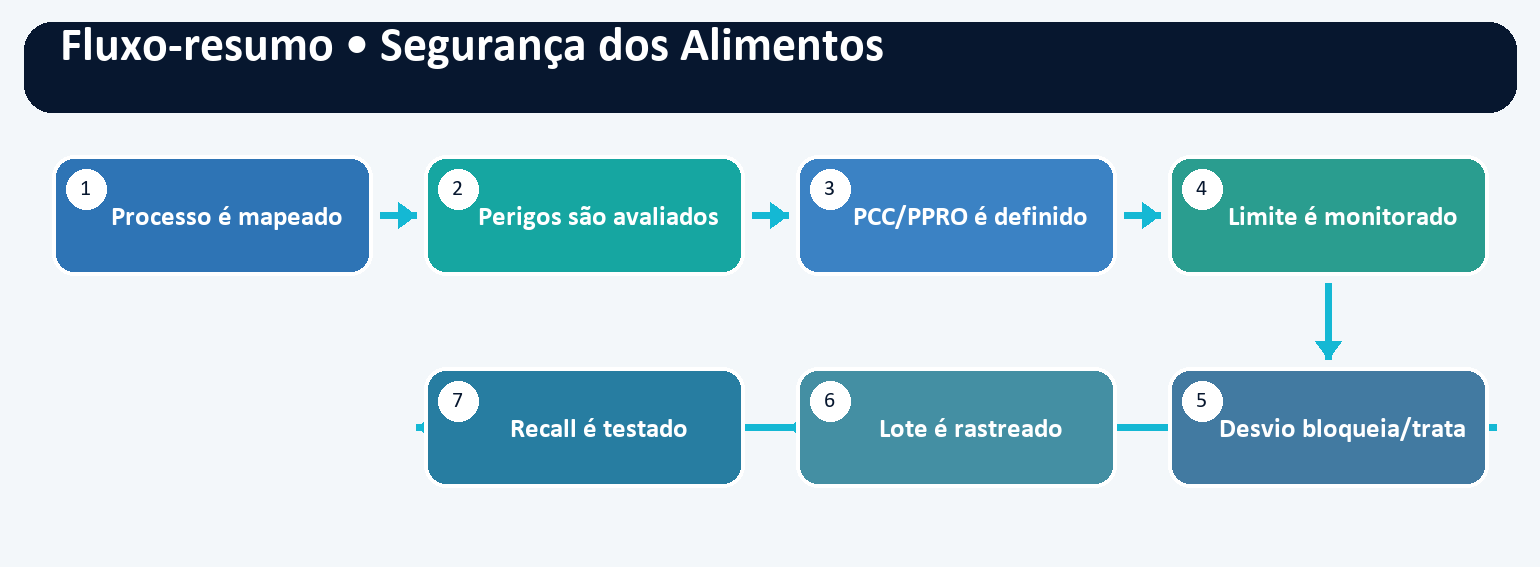 Fluxo-resumo • Segurança dos Alimentos
1
Processo é mapeado
2
Perigos são avaliados
3
PCC/PPRO é definido
4
Limite é monitorado
5
Desvio bloqueia/trata
6
Lote é rastreado
7
Recall é testado